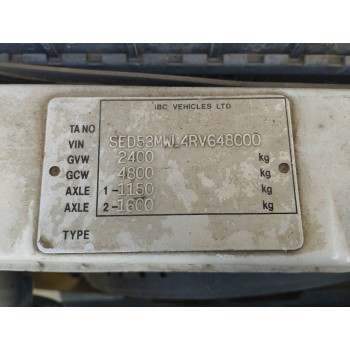 IBC VEHICLES LTD
TA NO
VIN SED53MWL4RV648000
GVW 2400 kg
GCW 4800 kg
AXLE 1-1150 kg
AXLE 2-1600 kg
TYPE